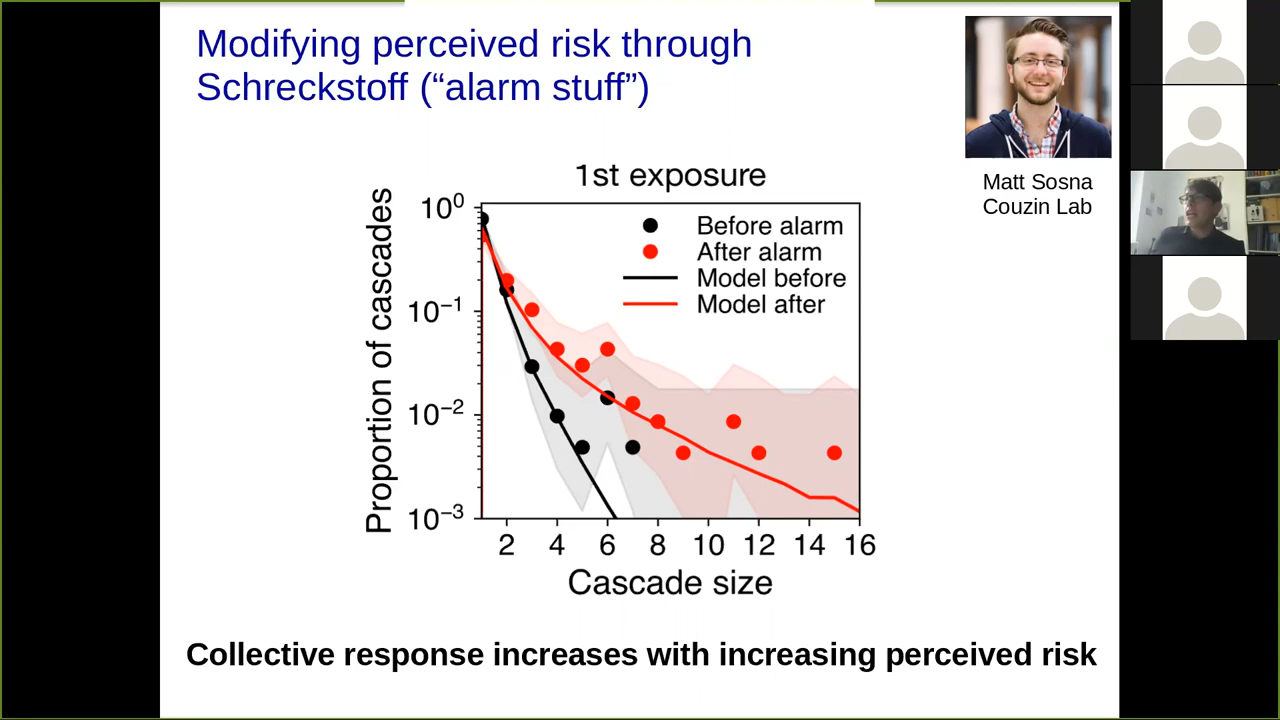 Modifying perceived risk through
Schreckstoff (“alarm stuff”)
Matt Sosna
Couzin Lab
1st exposure
Proportion of cascades
10⁰
10⁻¹
10⁻²
10⁻³
Before alarm
After alarm
Model before
Model after
2 4 6 8 10 12 14 16
Cascade size
Collective response increases with increasing perceived risk